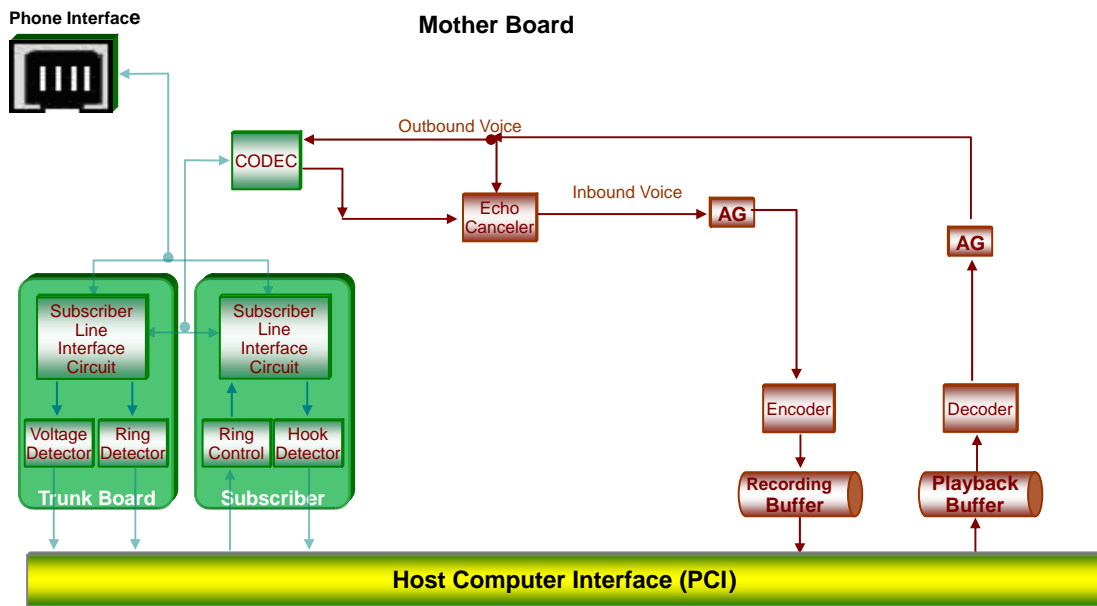 Phone Interface
Mother Board
Outbound Voice
CODEC
Inbound Voice
Echo
Canceler
AG
AG
Subscriber
Line
Interface
Circuit
Subscriber
Line
Interface
Circuit
Voltage
Detector
Ring
Detector
Ring
Control
Hook
Detector
Encoder
Decoder
Trunk Board
Subscriber
Recording
Buffer
Playback
Buffer
Host Computer Interface (PCI)